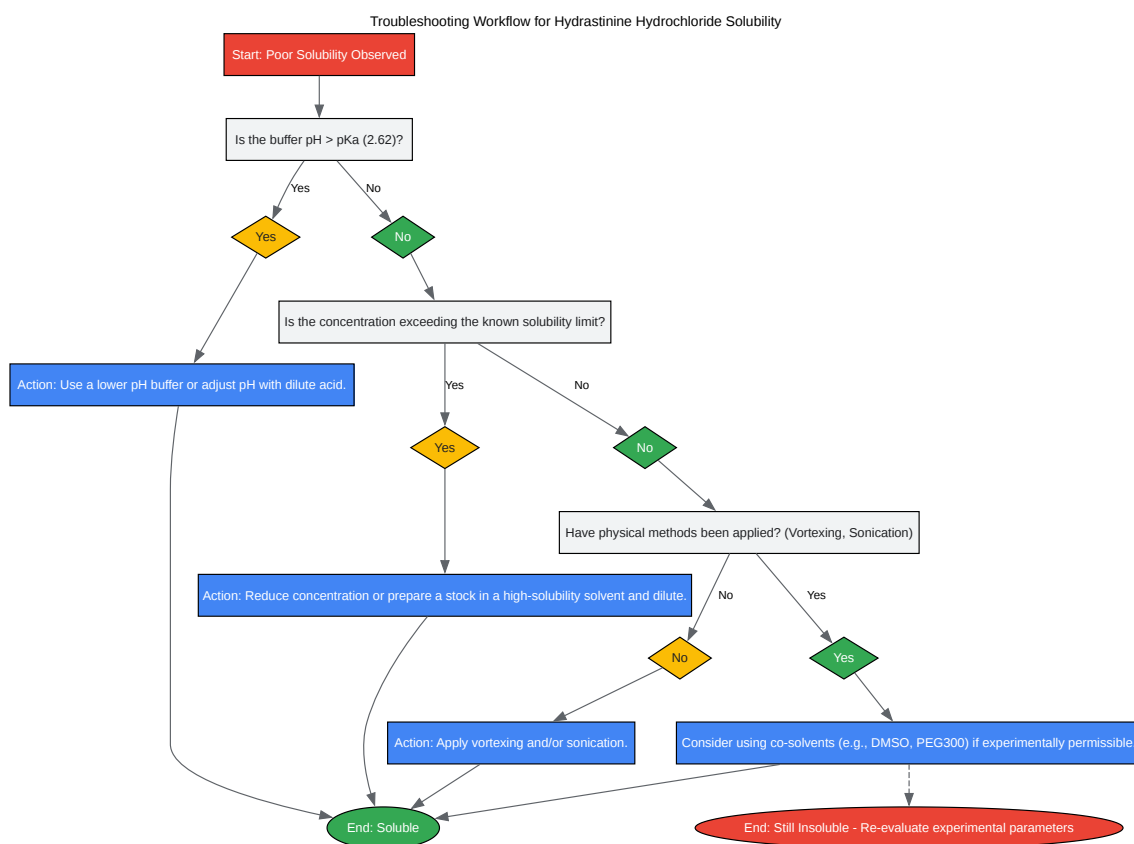 Troubleshooting Workflow for Hydrastinine Hydrochloride Solubility
Start: Poor Solubility Observed
Is the buffer pH > pKa (2.62)?
Yes
No
Yes
No
Is the concentration exceeding the known solubility limit?
Action: Use a lower pH buffer or adjust pH with dilute acid.
Yes
No
Yes
No
Have physical methods been applied? (Vortexing, Sonication)
Action: Reduce concentration or prepare a stock in a high-solubility solvent and dilute.
No
Yes
No
Yes
Action: Apply vortexing and/or sonication.
Consider using co-solvents (e.g., DMSO, PEG300) if experimentally permissible.
End: Soluble
End: Still Insoluble - Re-evaluate experimental parameters